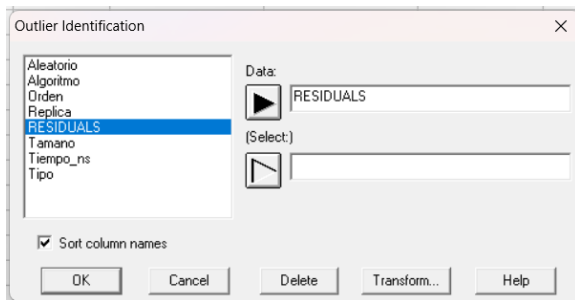 Outlier Identification
Aleatorio
Algoritmo
Orden
Replica
RESIDUALS
Tamano
Tiempo_ns
Tipo
Data:
RESIDUALS
(Select:)
Sort column names
OK
Cancel
Delete
Transform...
Help